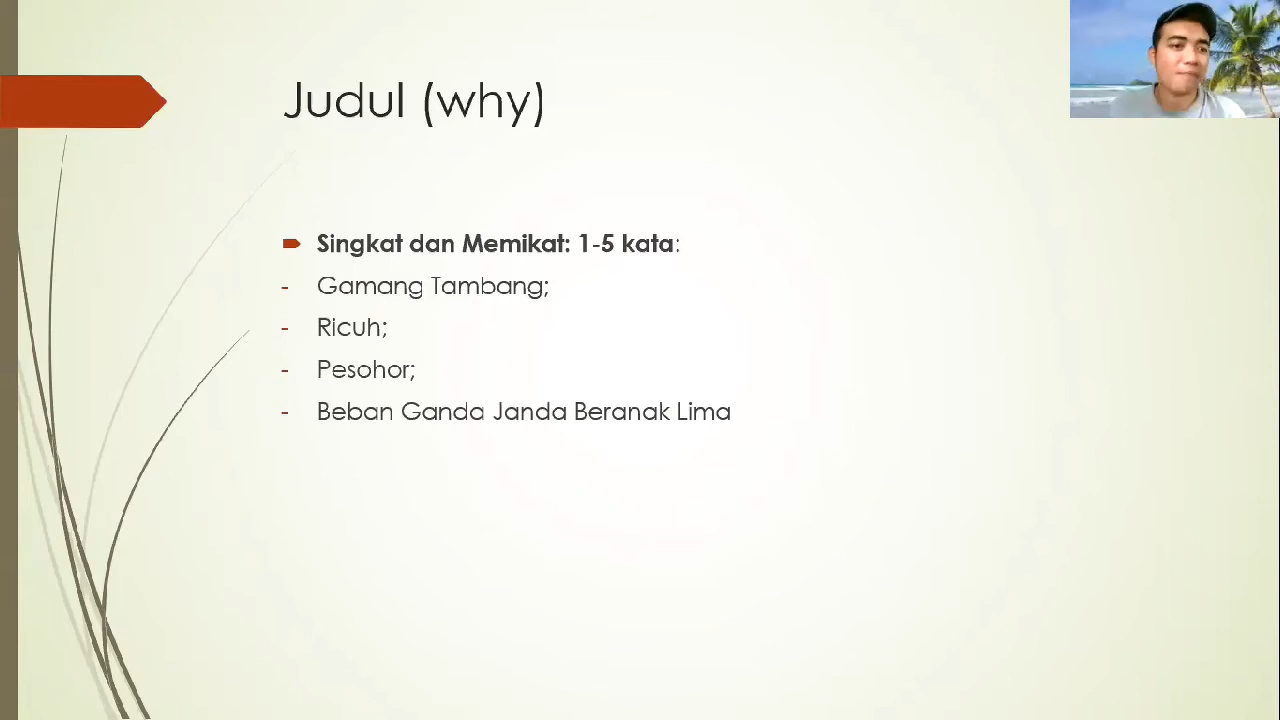 Judul (why)
Singkat dan Memikat: 1-5 kata:
- Gamang Tambang;
- Ricuh;
- Pesohor;
- Beban Ganda Janda Beranak Lima